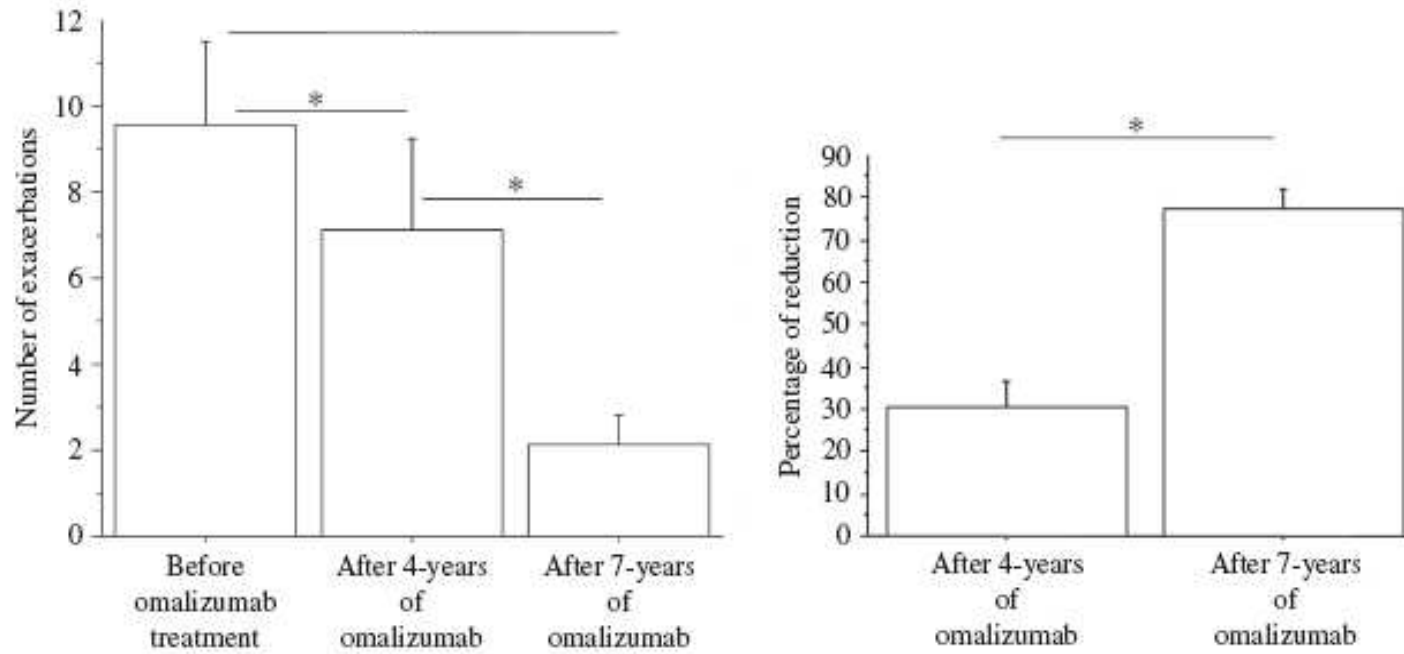 Number of exacerbations
12
10
8
6
4
2
0
*
*
Before
omalizumab
treatment
After 4-years
of
omalizumab
After 7-years
of
omalizumab
Percentage of reduction
90
80
70
60
50
40
30
20
10
0
*
After 4-years
of
omalizumab
After 7-years
of
omalizumab